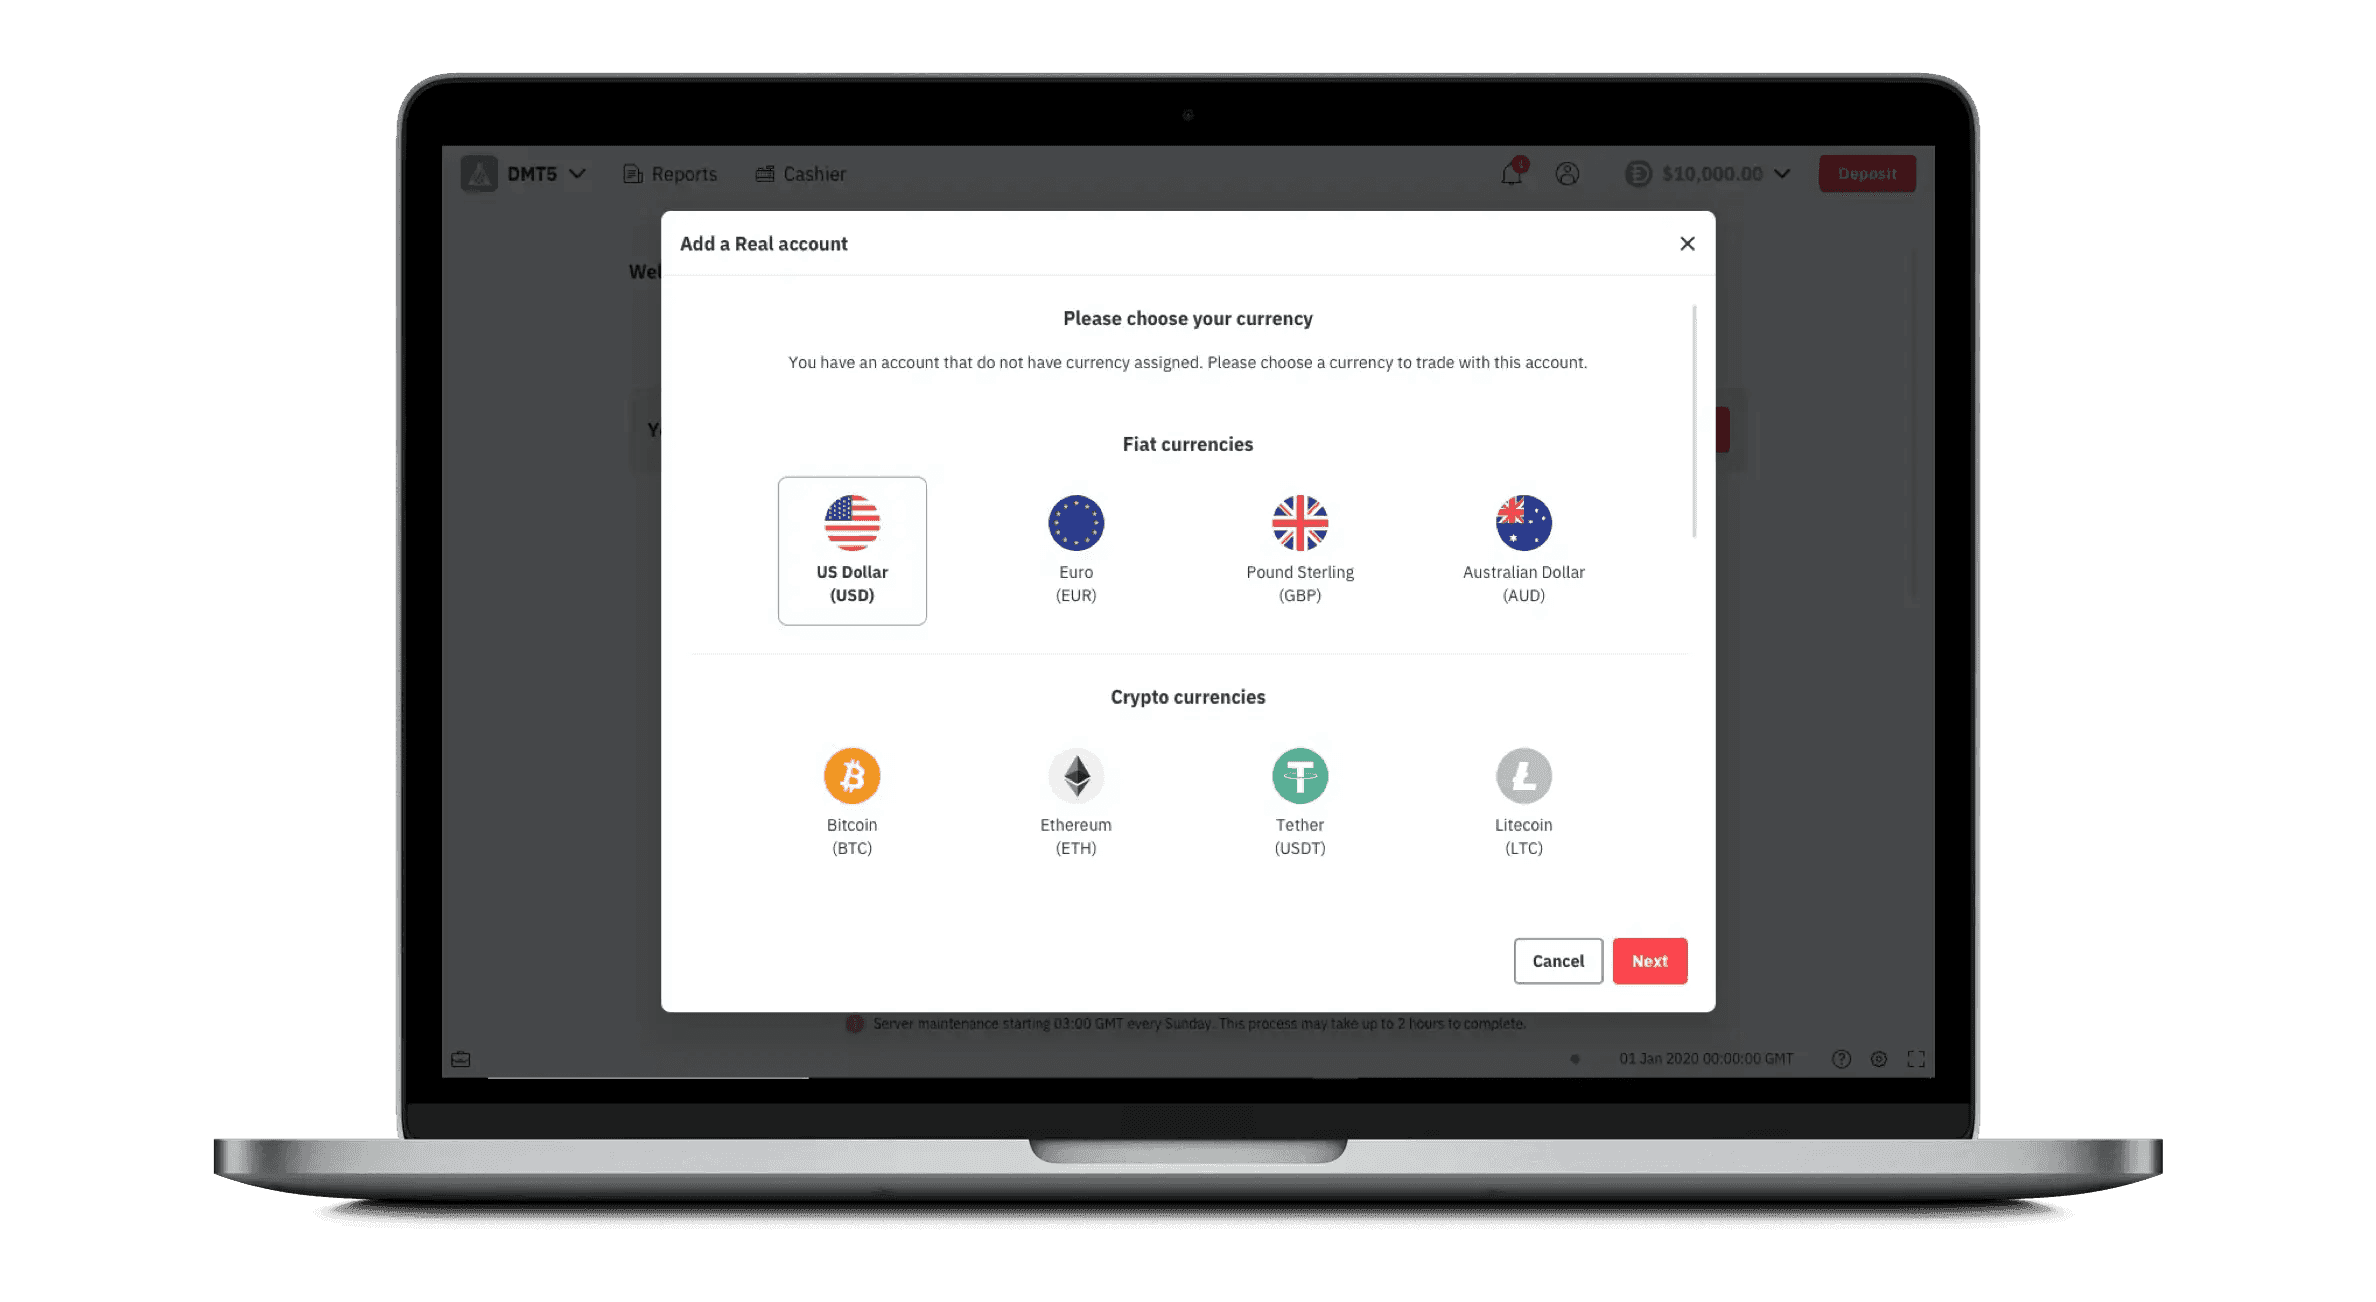 DMT5
Reports
Cashier
$10,000.00
Deposit
Add a Real account
Wel
Please choose your currency
You have an account that do not have currency assigned. Please choose a currency to trade with this account.
Fiat currencies
US Dollar
(USD)
Euro
(EUR)
Pound Sterling
(GBP)
Australian Dollar
(AUD)
Crypto currencies
Bitcoin
(BTC)
Ethereum
(ETH)
Tether
(USDT)
Litecoin
(LTC)
Cancel
Next
Server maintenance starting 03:00 GMT every Sunday. This process may take up to 2 hours to complete.
01 Jan 2020 00:00:00 GMT